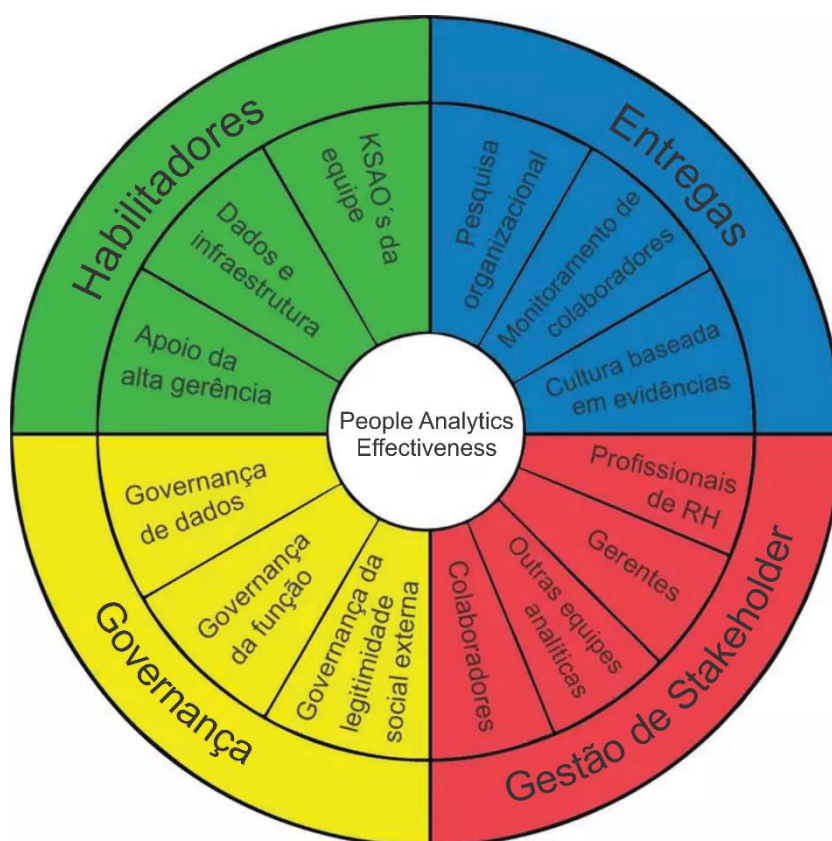 Habilitadores
KSAO´s da
equipe
Dados e
infraestrutura
Apoio da
alta gerência
Entregas
Pesquisa
organizacional
Monitoramento de
colaboradores
Cultura baseada
em evidências
People Analytics
Effectiveness
Governança
Governança
de dados
Governança
da função
Governança da
legitimidade
social externa
Gestão de Stakeholder
Profissionais
de RH
Gerentes
Outras equipes
analíticas
Colaboradores